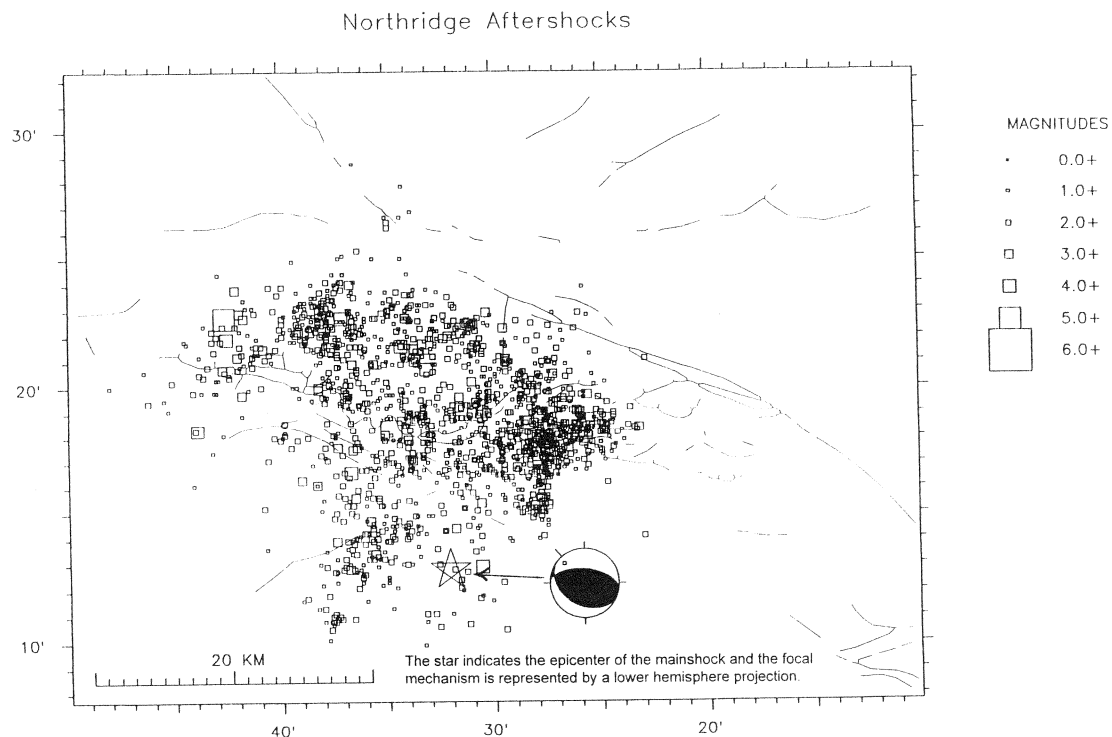 Northridge Aftershocks
30'
20'
10'
20 KM
The star indicates the epicenter of the mainshock and the focal
mechanism is represented by a lower hemisphere projection.
40'
30'
20'
MAGNITUDES
0.0+
1.0+
2.0+
3.0+
4.0+
5.0+
6.0+